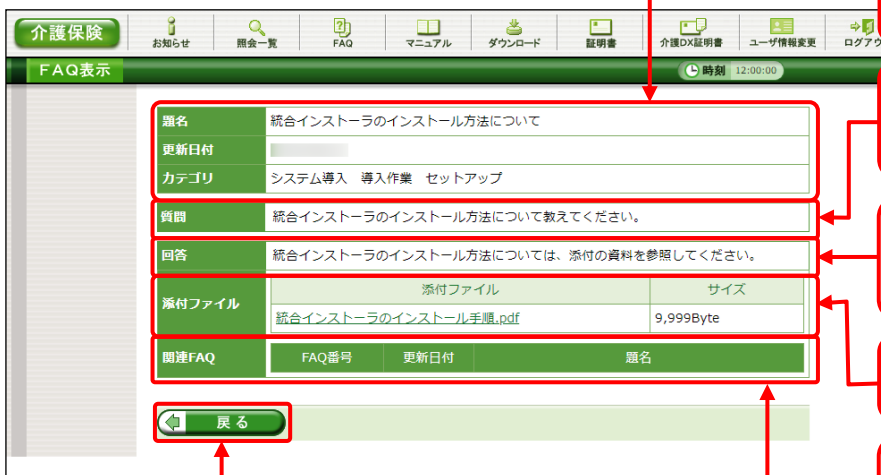 介護保険
お知らせ 照会一覧 FAQ マニュアル ダウンロード 証明書 介護DX証明書 ユーザ情報変更 ログアウ
FAQ表示 時刻 12:00:00
題名 統合インストーラのインストール方法について
更新日付
カテゴリ システム導入 導入作業 セットアップ
質問 統合インストーラのインストール方法について教えてください。
回答 統合インストーラのインストール方法については、添付の資料を参照してください。
添付ファイル 添付ファイル サイズ
統合インストーラのインストール手順.pdf 9,999Byte
関連FAQ FAQ番号 更新日付 題名
戻る